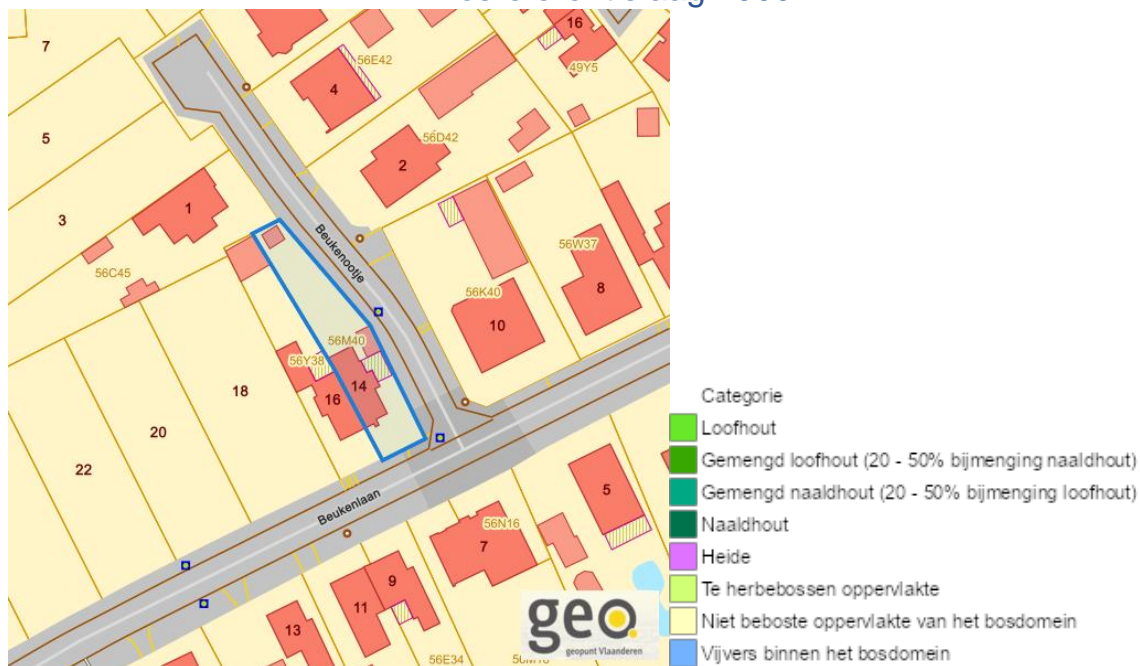 7
16
56E42
49Y5
4
5
56D42
2
1
3
Beukenootje
56W37
56C45
56K40
8
10
56M40
56Y38
14
18
16
20
22
Beukenlaan
5
56N16
7
9
11
13
56E34
geo
geopunt Vlaanderen
Categorie
Loofhout
Gemengd loofhout (20 - 50% bijmenging naaldhout)
Gemengd naaldhout (20 - 50% bijmenging loofhout)
Naaldhout
Heide
Te herbebossen oppervlakte
Niet beboste oppervlakte van het bosdomein
Vijvers binnen het bosdomein